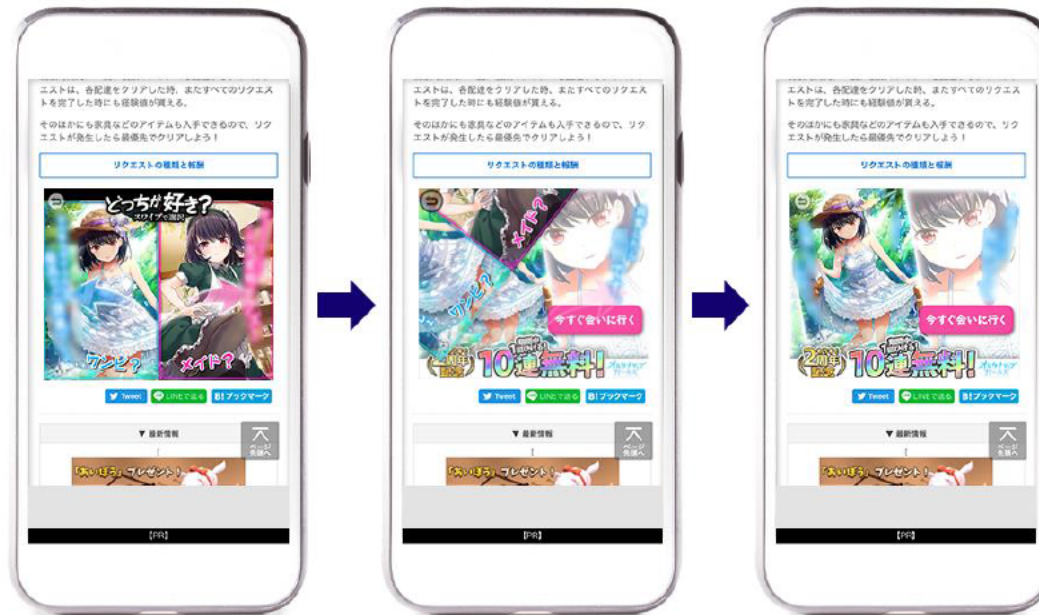 エストは、各配達をクリアした時、またすべてのリクエス
トを完了した時にも経験値が貰える。
そのほかにも家具などのアイテムも入手できるので、リク
エストが発生したら最優先でクリアしよう！
リクエストの種類と報酬
どっちが好き？
スワイプで選択
ワンピ？
メイド？
Tweet
LINEで送る
B!ブックマーク
▼ 最新情報
ページ
先頭へ
「あいぼう」プレゼント！
【PR】
エストは、各配達をクリアした時、またすべてのリクエス
トを完了した時にも経験値が貰える。
そのほかにも家具などのアイテムも入手できるので、リク
エストが発生したら最優先でクリアしよう！
リクエストの種類と報酬
メイド？
ワンピ？
今すぐ会いに行く
周年
記念
10連無料！
Tweet
LINEで送る
B!ブックマーク
▼ 最新情報
ページ
先頭へ
「あいぼう」プレゼント！
【PR】
エストは、各配達をクリアした時、またすべてのリクエス
トを完了した時にも経験値が貰える。
そのほかにも家具などのアイテムも入手できるので、リク
エストが発生したら最優先でクリアしよう！
リクエストの種類と報酬
今すぐ会いに行く
2周年
記念
10連無料！
Tweet
LINEで送る
B!ブックマーク
▼ 最新情報
ページ
先頭へ
「あいぼう」プレゼント！
【PR】